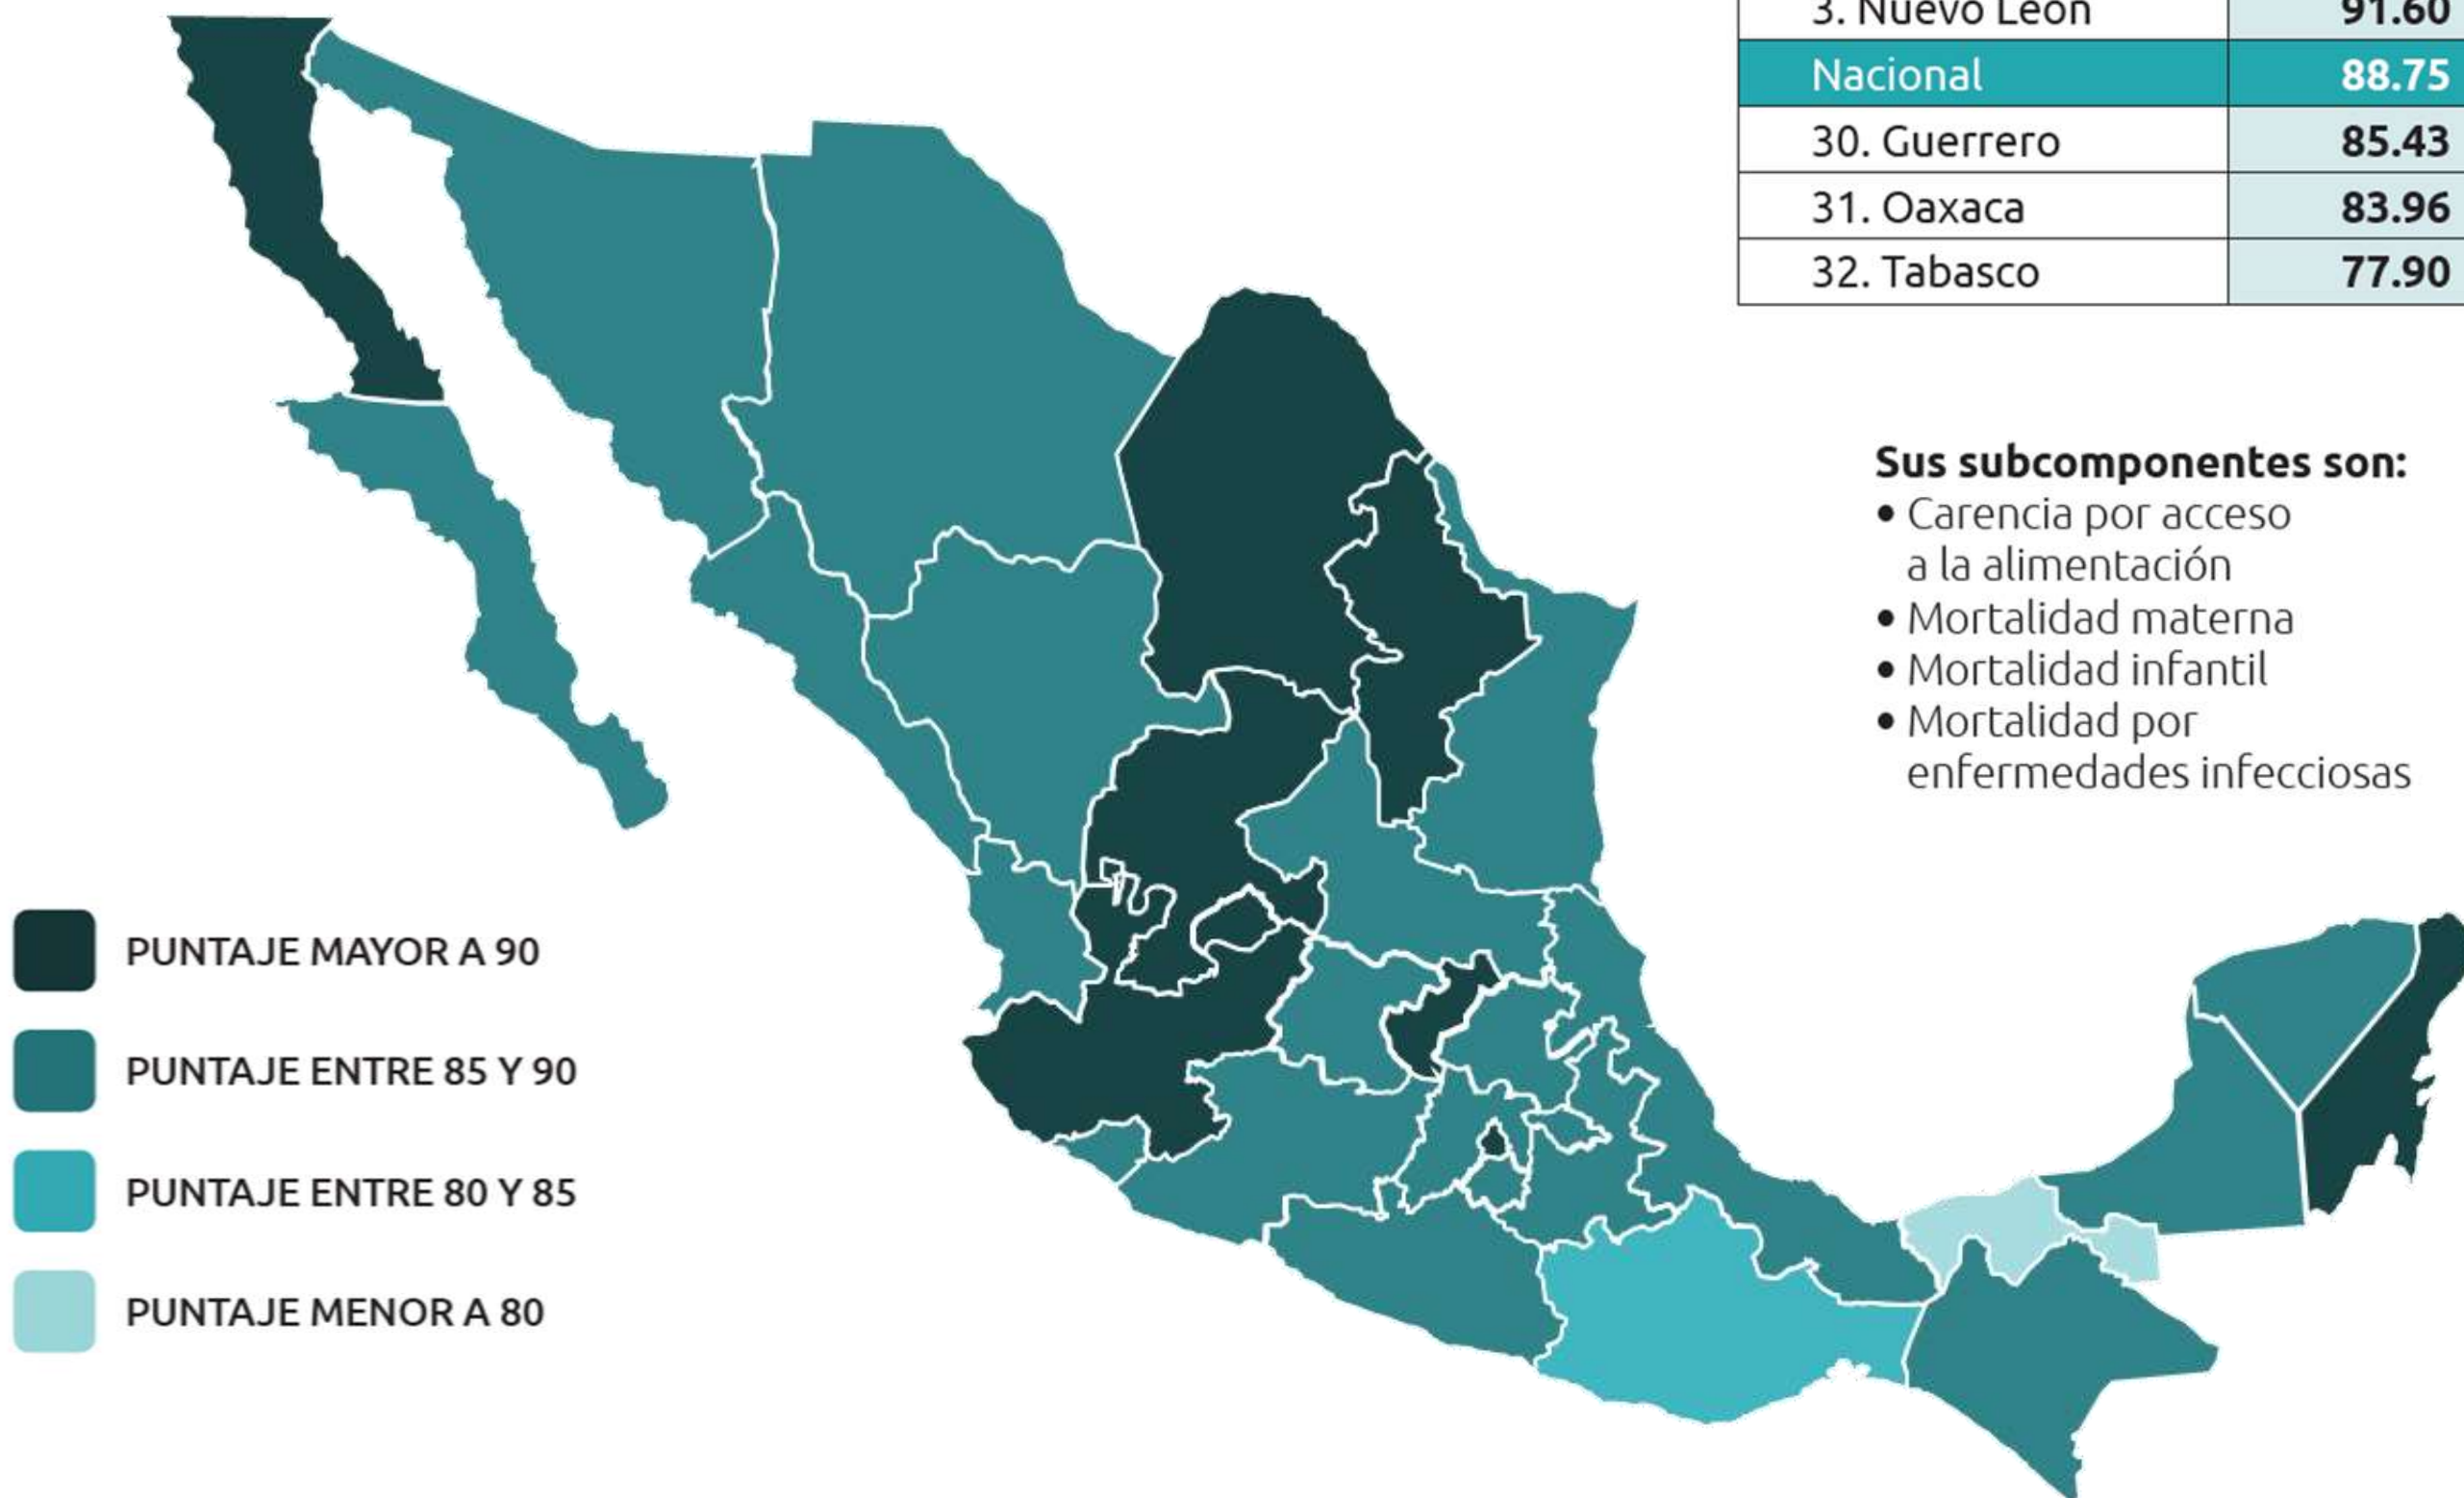 3. Nuevo León 91.60
Nacional 88.75
30. Guerrero 85.43
31. Oaxaca 83.96
32. Tabasco 77.90
Sus subcomponentes son:
• Carencia por acceso
a la alimentación
• Mortalidad materna
• Mortalidad infantil
• Mortalidad por
enfermedades infecciosas
PUNTAJE MAYOR A 90
PUNTAJE ENTRE 85 Y 90
PUNTAJE ENTRE 80 Y 85
PUNTAJE MENOR A 80